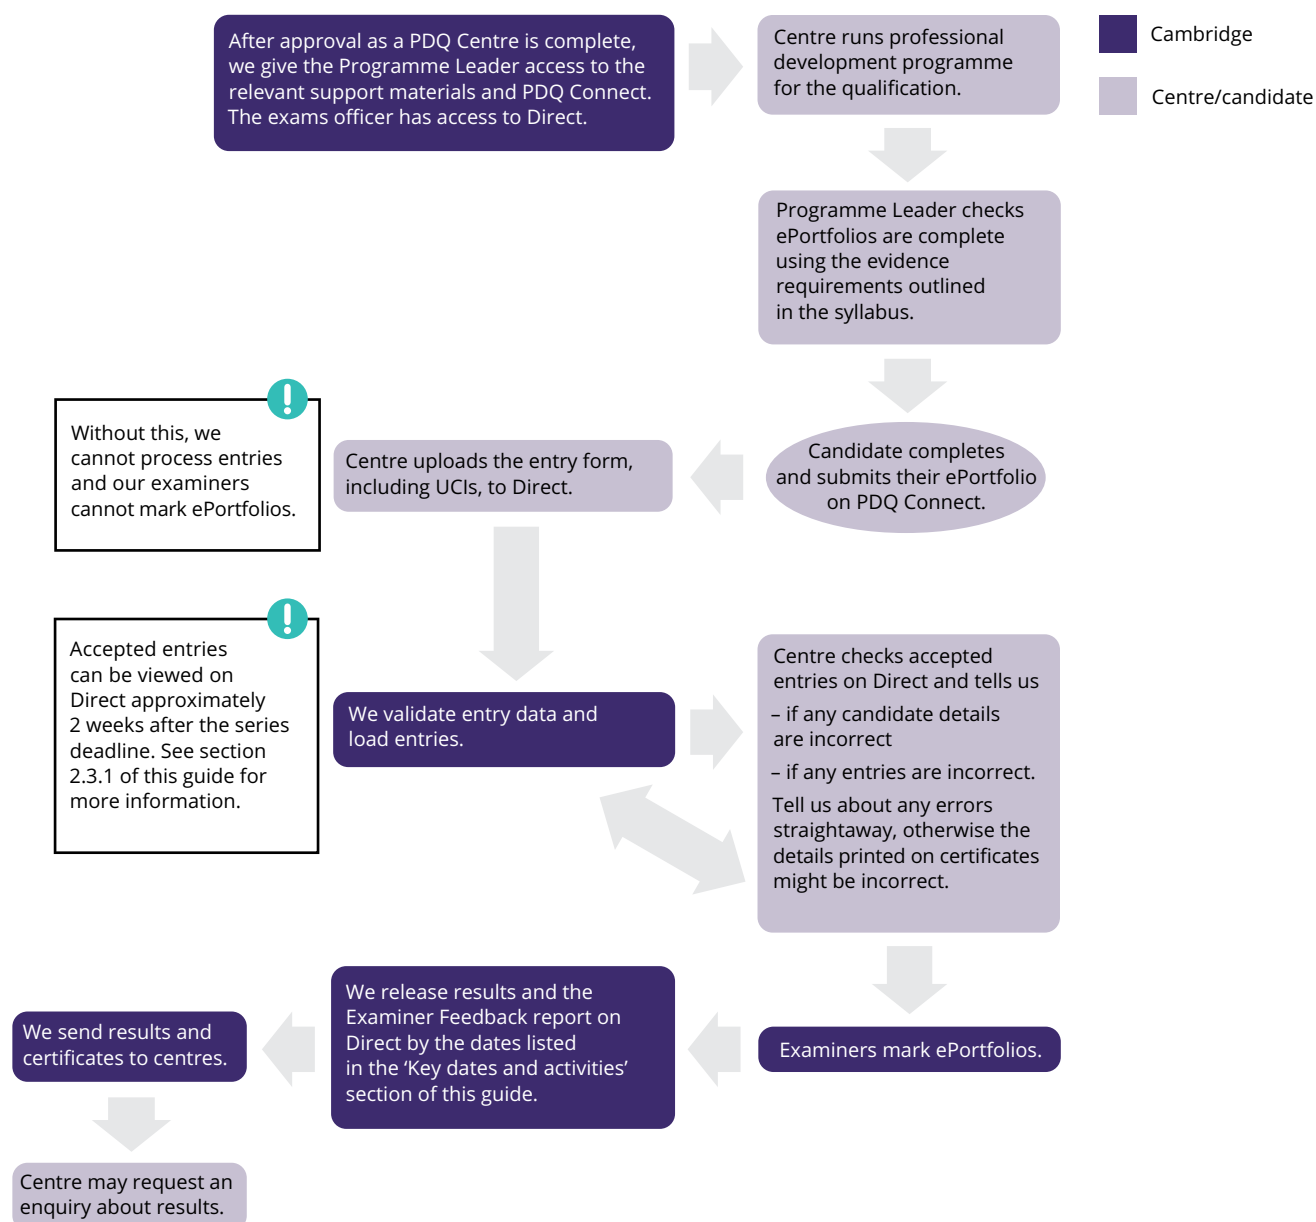 After approval as a PDQ Centre is complete,
we give the Programme Leader access to the
relevant support materials and PDQ Connect.
The exams officer has access to Direct.
Centre runs professional
development programme
for the qualification.
Cambridge
Centre/candidate
Programme Leader checks
ePortfolios are complete
using the evidence
requirements outlined
in the syllabus.
Candidate completes
and submits their ePortfolio
on PDQ Connect.
Centre uploads the entry form,
including UCIs, to Direct.
Without this, we
cannot process entries
and our examiners
cannot mark ePortfolios.
Accepted entries
can be viewed on
Direct approximately
2 weeks after the series
deadline. See section
2.3.1 of this guide for
more information.
We validate entry data and
load entries.
Centre checks accepted
entries on Direct and tells us
– if any candidate details
are incorrect
– if any entries are incorrect.
Tell us about any errors
straightaway, otherwise the
details printed on certificates
might be incorrect.
Examiners mark ePortfolios.
We release results and the
Examiner Feedback report on
Direct by the dates listed
in the ‘Key dates and activities’
section of this guide.
We send results and
certificates to centres.
Centre may request an
enquiry about results.